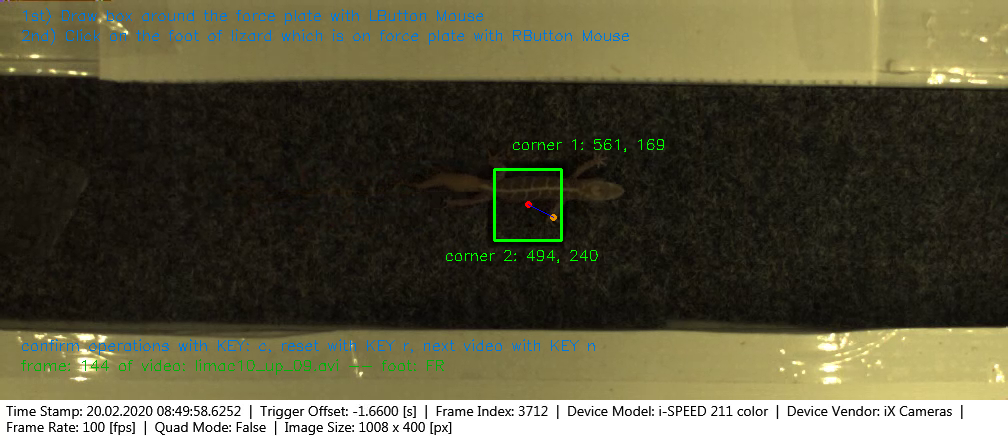 1st) Draw box around the force plate with LButton Mouse
2nd) Click on the foot of lizard which is on force plate with RButton Mouse
corner 1: 561, 169
corner 2: 494, 240
confirm operations with KEY: c, reset with KEY r, next video with KEY n
frame: 144 of video: limau10_up_09.avi ---> foot: FR
Time Stamp: 20.02.2020 08:49:58.6252 | Trigger Offset: -1.6600 [s] | Frame Index: 3712 | Device Model: i-SPEED 211 color | Device Vendor: iX Cameras |
Frame Rate: 100 [fps] | Quad Mode: False | Image Size: 1008 x 400 [px]